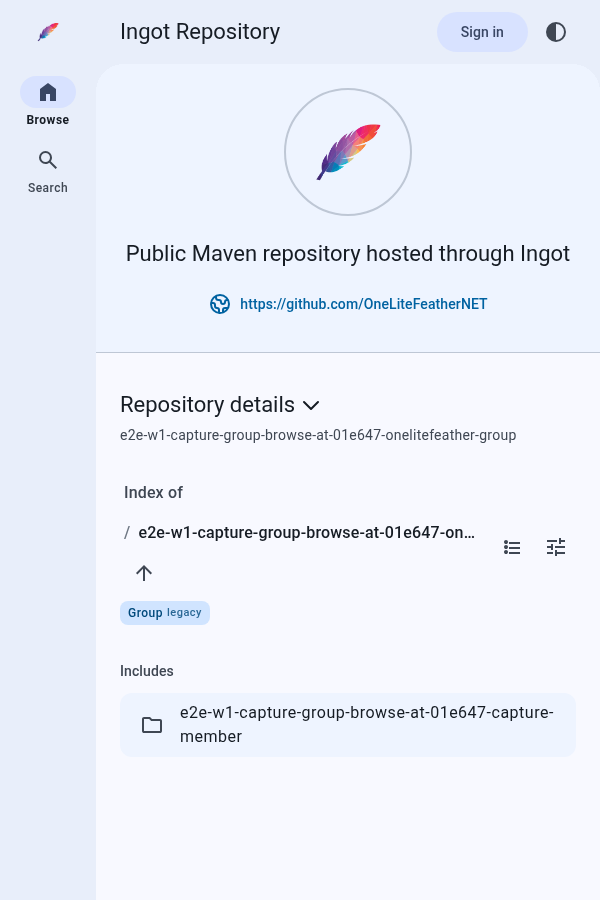 Ingot Repository
Sign in
Browse
Search
Public Maven repository hosted through Ingot
https://github.com/OneLiteFeatherNET
Repository details
e2e-w1-capture-group-browse-at-01e647-onelitefeather-group
Index of
/ e2e-w1-capture-group-browse-at-01e647-on…
Group legacy
Includes
e2e-w1-capture-group-browse-at-01e647-capture-
member